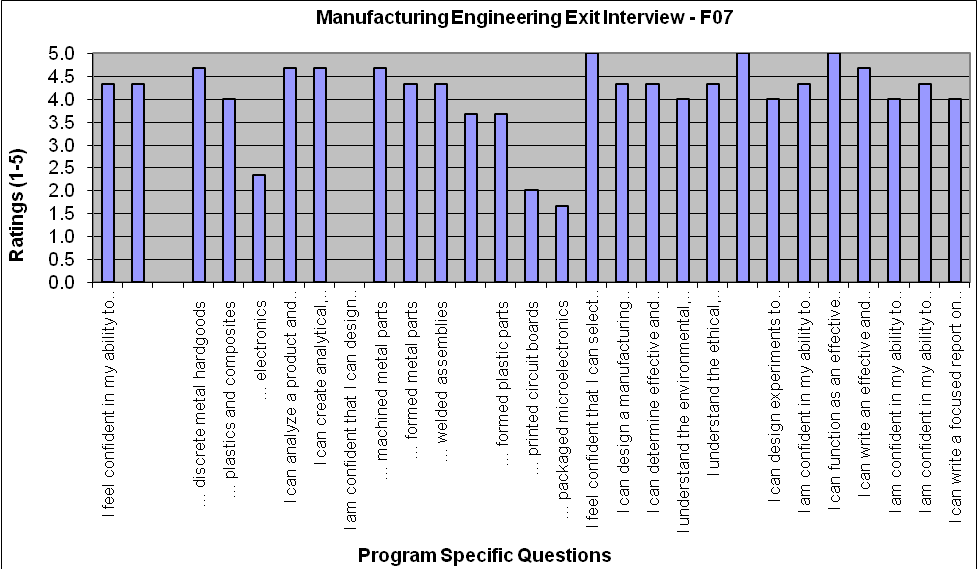 Manufacturing Engineering Exit Interview - F07
Ratings (1-5)
5.0
4.5
4.0
3.5
3.0
2.5
2.0
1.5
1.0
0.5
0.0
I feel confident in my ability to..
... discrete metal hardgoods
... plastics and composites
... electronics
I can analyze a product and..
I can create analytical,..
I am confident that I can design..
... machined metal parts
... formed metal parts
... welded assemblies
... formed plastic parts
... printed circuit boards
... packaged microelectronics
I feel confident that I can select..
I can design a manufacturing..
I can determine effective and..
I understand the environmental,..
I understand the ethical,..
I can design experiments to..
I am confident in my ability to..
I can function as an effective..
I can write an effective and..
I am confident in my ability to..
I am confident in my ability to..
I can write a focused report on..
Program Specific Questions